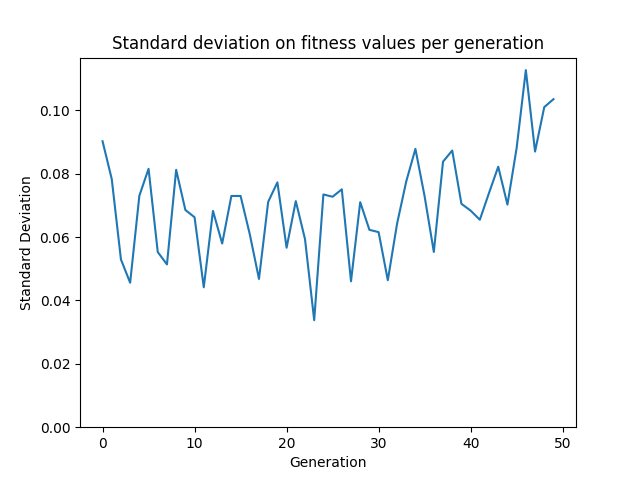 Standard deviation on fitness values per generation
0.10
0.08
0.06
0.04
0.02
0.00
Standard Deviation
0 10 20 30 40 50
Generation